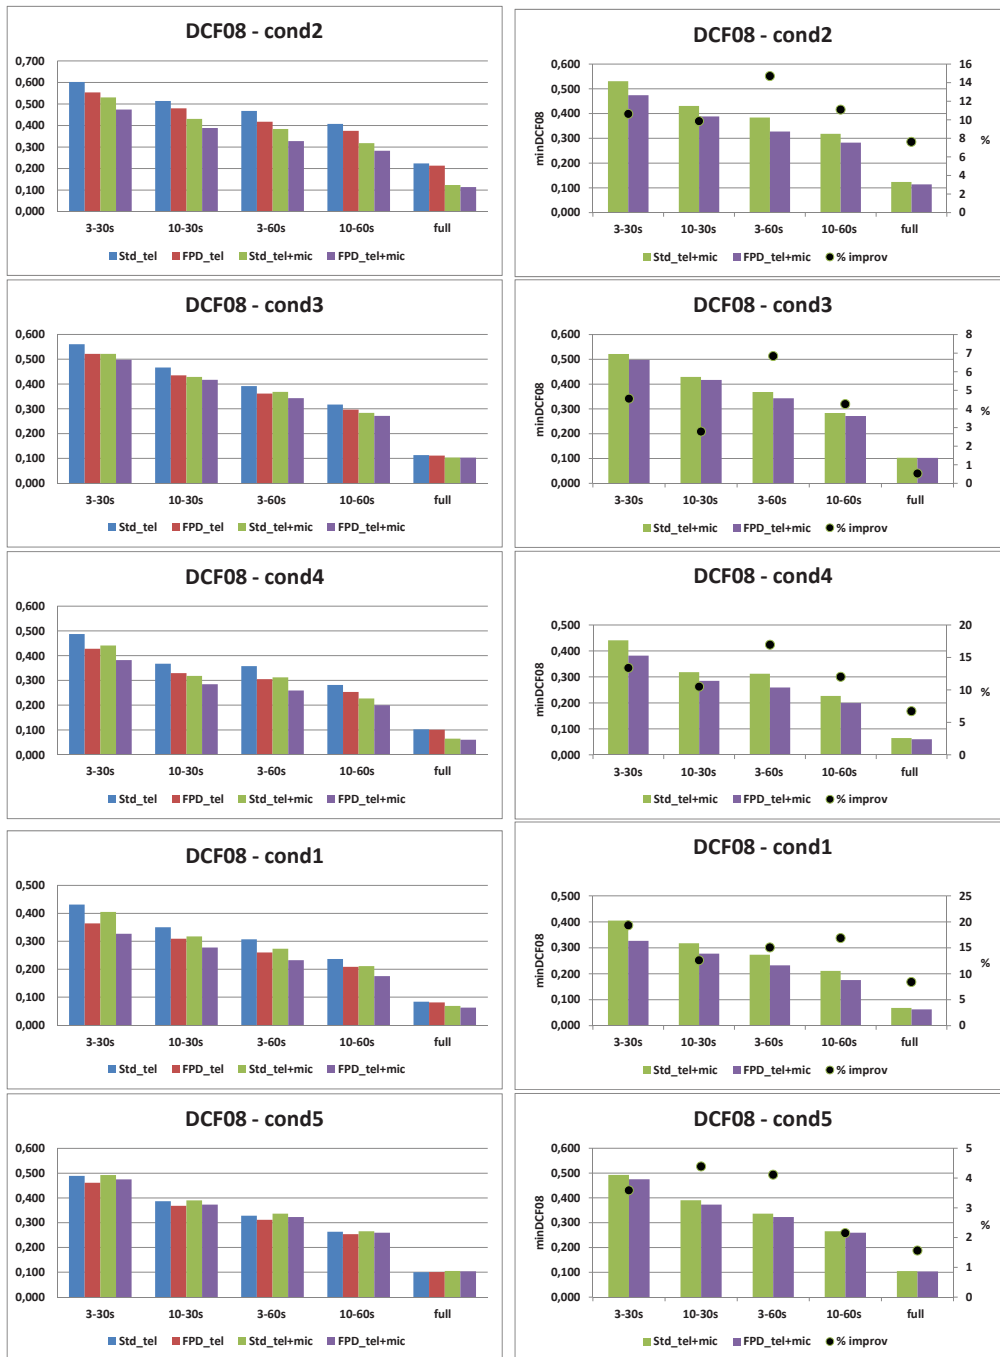 DCF08 - cond2
0,700
0,600
0,500
0,400
0,300
0,200
0,100
0,000
3-30s 10-30s 3-60s 10-60s full
Std_tel FPD_tel Std_tel+mic FPD_tel+mic
DCF08 - cond2
0,600 16
0,500 14
0,400 12
0,300 10
0,200 8
0,100 6
0,000 4
2
0
minDCF08
%
3-30s 10-30s 3-60s 10-60s full
Std_tel+mic FPD_tel+mic % improv
DCF08 - cond3
0,600
0,500
0,400
0,300
0,200
0,100
0,000
3-30s 10-30s 3-60s 10-60s full
Std_tel FPD_tel Std_tel+mic FPD_tel+mic
DCF08 - cond3
0,600 8
0,500 7
0,400 6
0,300 5
0,200 4
0,100 3
0,000 2
1
0
minDCF08
%
3-30s 10-30s 3-60s 10-60s full
Std_tel+mic FPD_tel+mic % improv
DCF08 - cond4
0,600
0,500
0,400
0,300
0,200
0,100
0,000
3-30s 10-30s 3-60s 10-60s full
Std_tel FPD_tel Std_tel+mic FPD_tel+mic
DCF08 - cond4
0,500 20
0,400 15
0,300 10
0,200 5
0,100 0
0,000
minDCF08
%
3-30s 10-30s 3-60s 10-60s full
Std_tel+mic FPD_tel+mic % improv
DCF08 - cond1
0,500
0,400
0,300
0,200
0,100
0,000
3-30s 10-30s 3-60s 10-60s full
Std_tel FPD_tel Std_tel+mic FPD_tel+mic
DCF08 - cond1
0,500 25
0,400 20
0,300 15
0,200 10
0,100 5
0,000 0
minDCF08
%
3-30s 10-30s 3-60s 10-60s full
Std_tel+mic FPD_tel+mic % improv
DCF08 - cond5
0,600
0,500
0,400
0,300
0,200
0,100
0,000
3-30s 10-30s 3-60s 10-60s full
Std_tel FPD_tel Std_tel+mic FPD_tel+mic
DCF08 - cond5
0,600 5
0,500 4
0,400 3
0,300 2
0,200 1
0,100 0
0,000
minDCF08
%
3-30s 10-30s 3-60s 10-60s full
Std_tel+mic FPD_tel+mic % improv